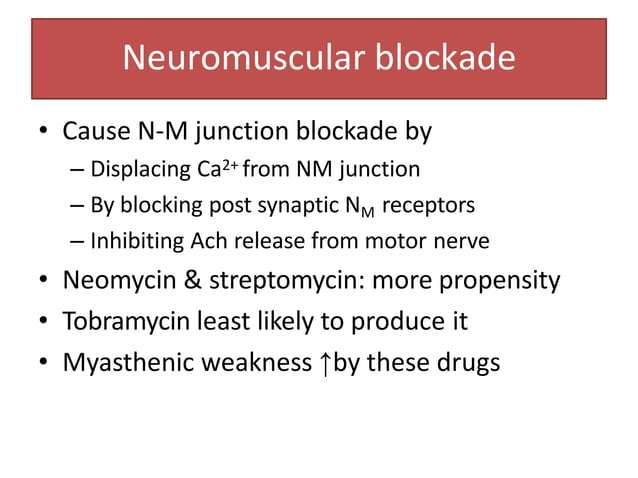 Neuromuscular blockade
• Cause N-M junction blockade by
– Displacing Ca²⁺ from NM junction
– By blocking post synaptic Nₘ receptors
– Inhibiting Ach release from motor nerve
• Neomycin & streptomycin: more propensity
• Tobramycin least likely to produce it
• Myasthenic weakness ↑by these drugs